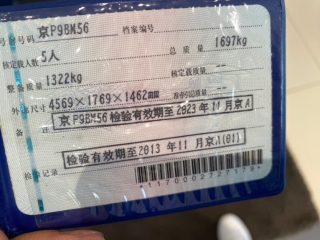 号牌号码 京P9BM56 档案编号
核定载人数 5人 总 质 量 1697kg
整备质量 1322kg 核定载质量 --
外廓尺寸 4569×1769×1462mm 准牵引总质量 --
备 京P9BM56检验有效期至2023年11月京A
注
检验有效期至2013年11月京A(01)
检验记录